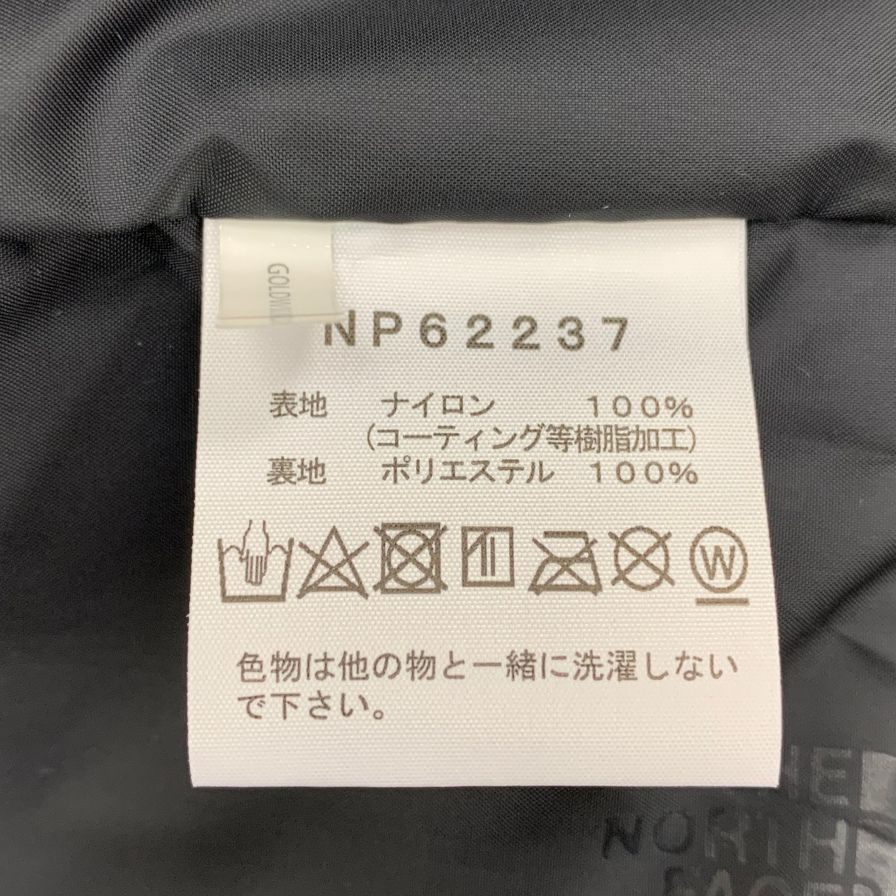 NP62237
表地 ナイロン 100%
(コーティング等樹脂加工)
裏地 ポリエステル 100%
W
色物は他の物と一緒に洗濯しない
で下さい。
NORTH